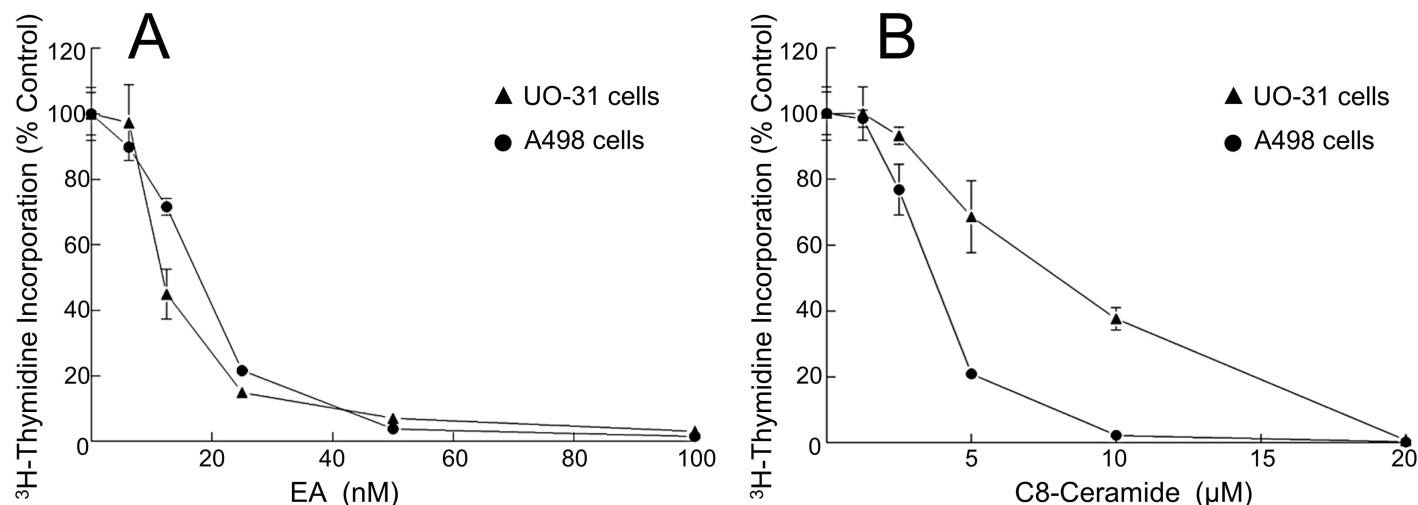 A
³H-Thymidine Incorporation (% Control)
120
100
80
60
40
20
0
20
40
60
80
100
EA (nM)
UO-31 cells
A498 cells
B
³H-Thymidine Incorporation (% Control)
120
100
80
60
40
20
0
5
10
15
20
C8-Ceramide (µM)
UO-31 cells
A498 cells